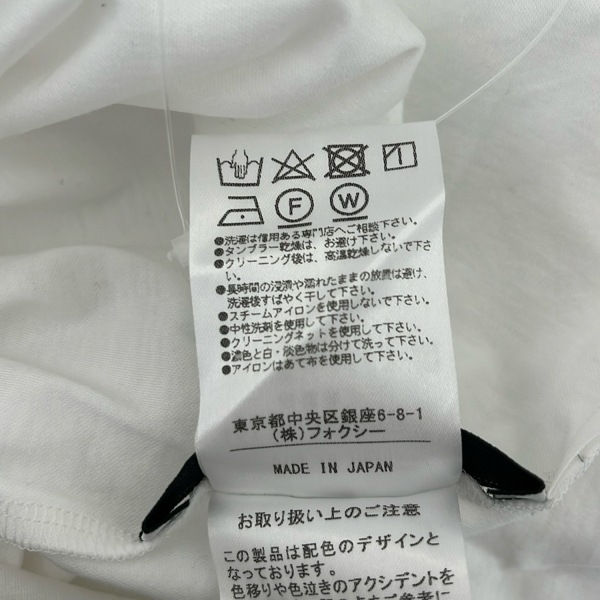 F W
●洗濯は信用ある専門店へご相談下さい。
●タンブラー乾燥は、お避け下さい。
●クリーニング後は、高温乾燥しないで下さ
い。
●長時間の浸漬や濡れたままの放置は避け、
洗濯後すばやく干して下さい。
●スチームアイロンを使用しないで下さい。
●中性洗剤を使用して下さい。
●クリーニングネットを使用して下さい。
●濃色と白・淡色物は分けて洗って下さい。
●アイロンはあて布を使用して下さい。
東京都中央区銀座6-8-1
(株)フォクシー
MADE IN JAPAN
お取り扱い上のご注意
この製品は配色のデザインと
なっております。
色移りや色泣きのアクシデントを